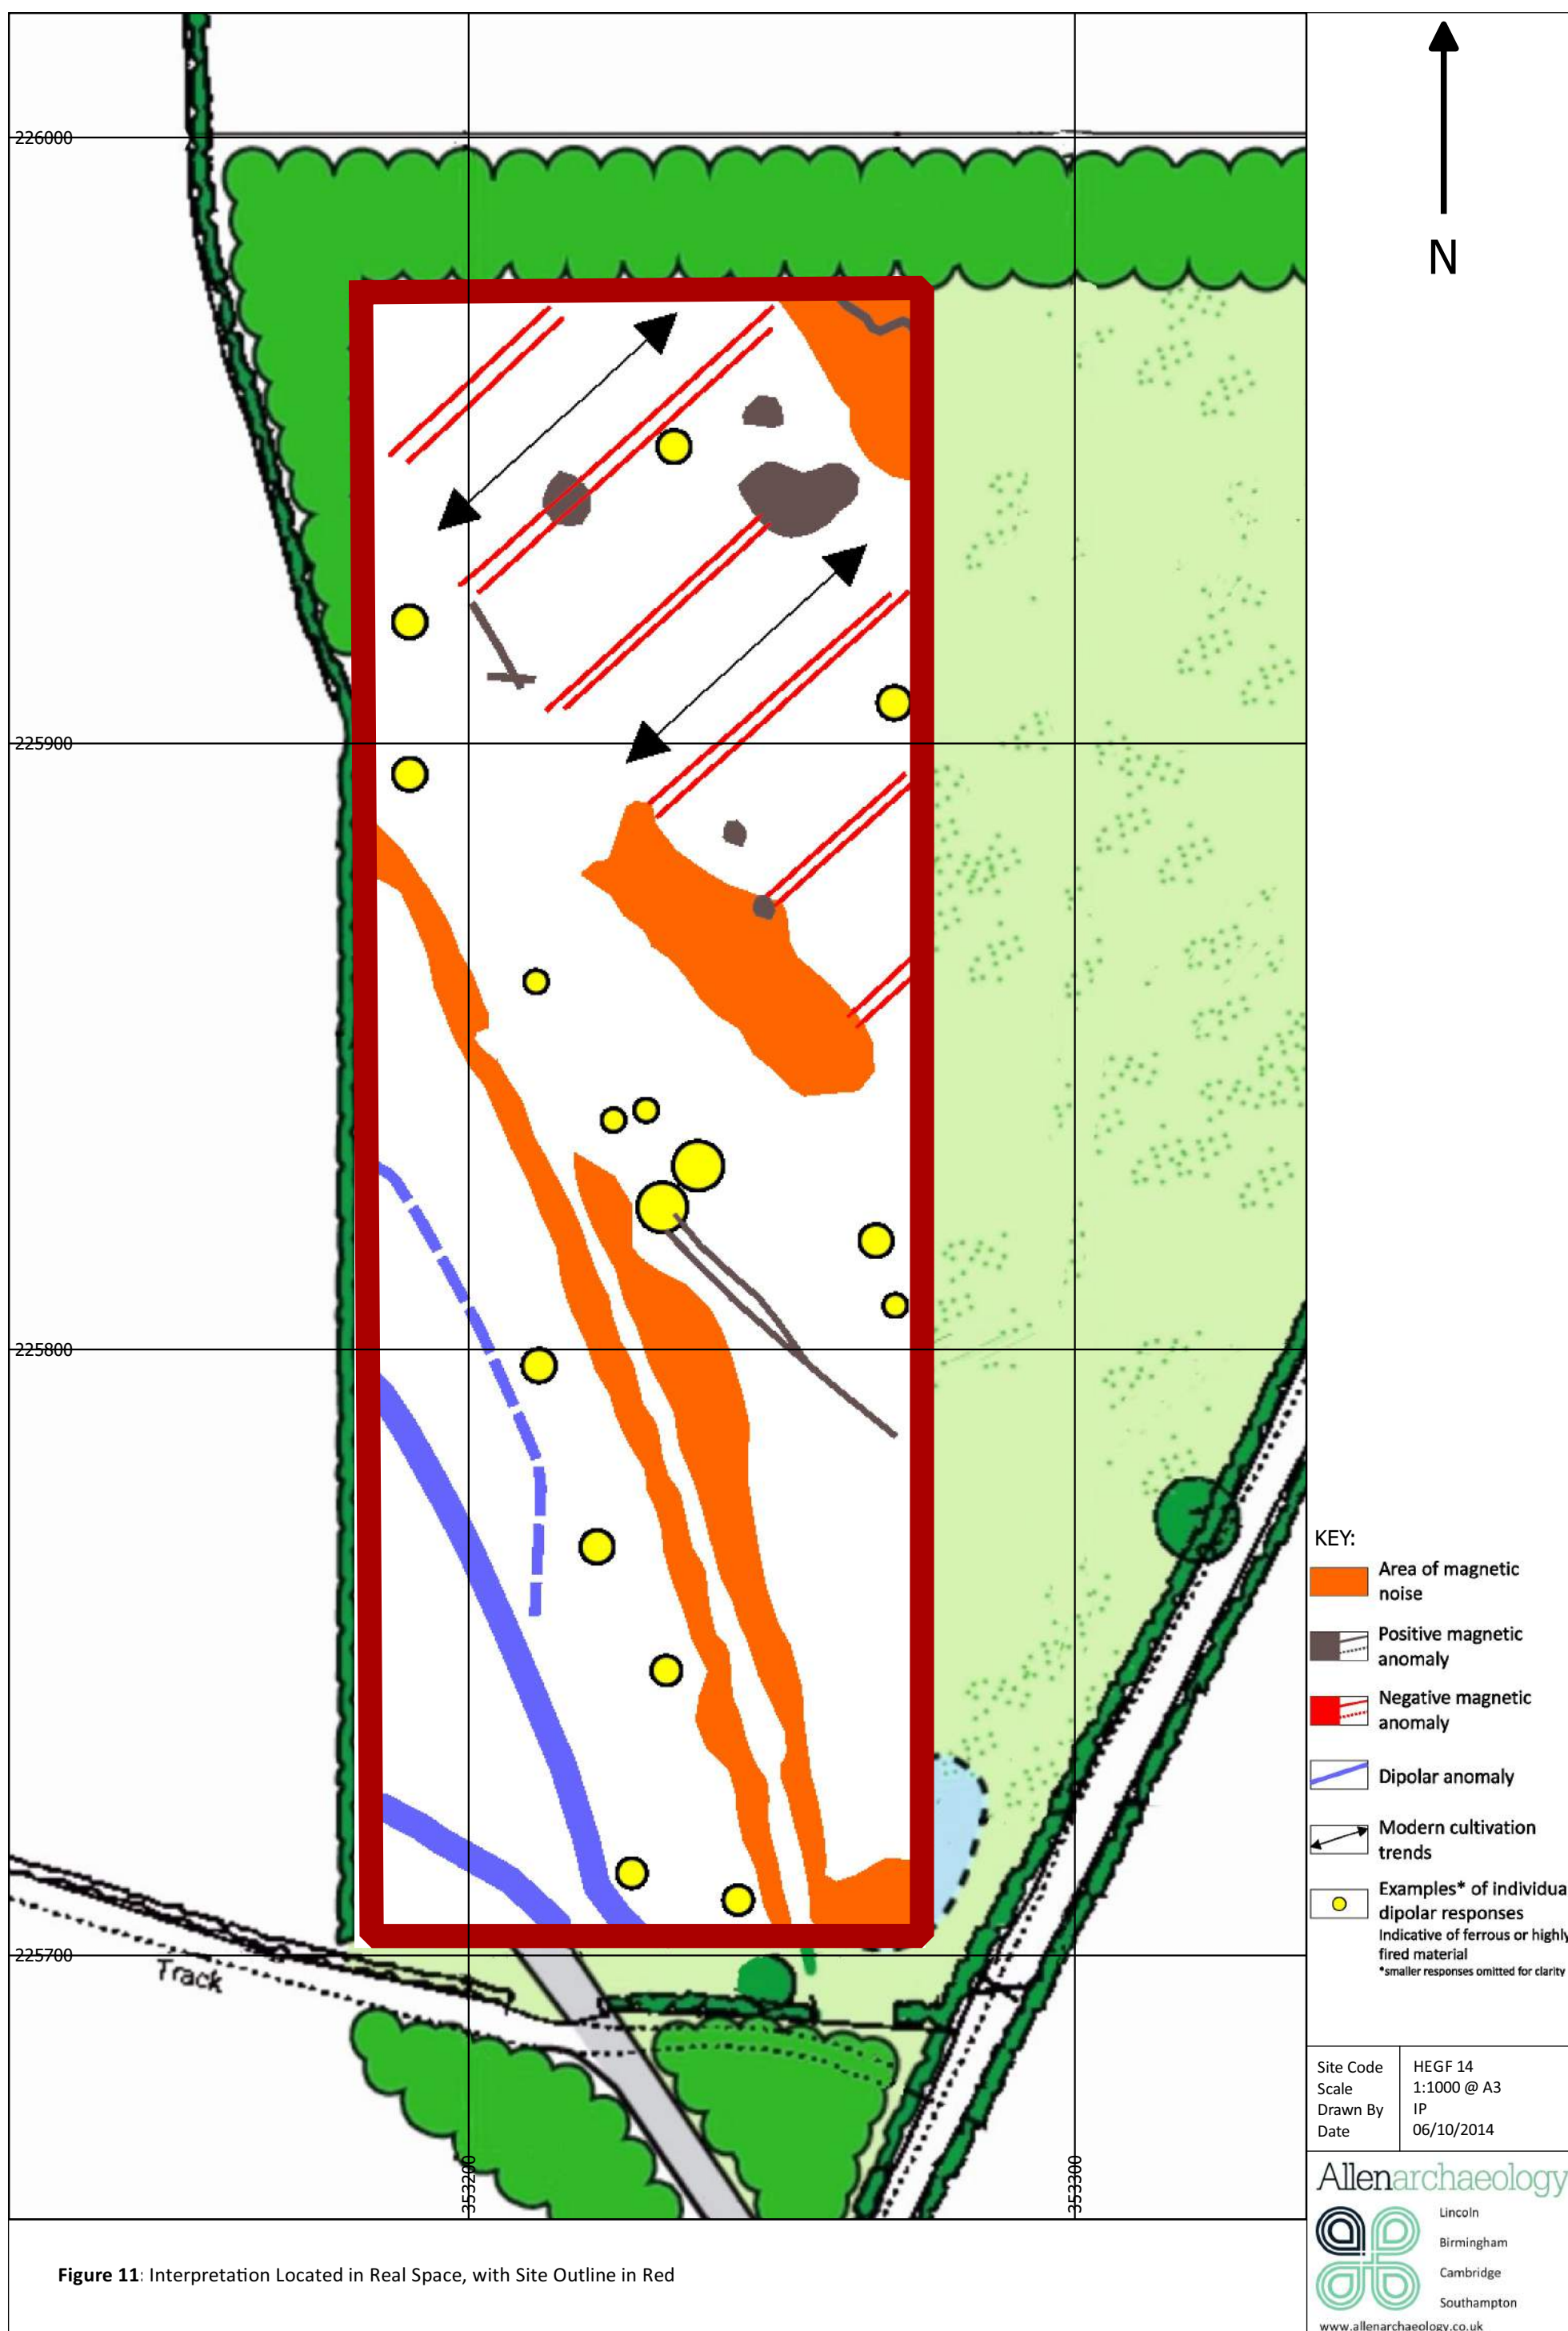 N
226000
225900
225800
225700
Track
353200
353300
KEY:
Area of magnetic
noise
Positive magnetic
anomaly
Negative magnetic
anomaly
Dipolar anomaly
Modern cultivation
trends
Examples* of individua
dipolar responses
Indicative of ferrous or highly
fired material
*smaller responses omitted for clarity
Site Code HEGF 14
Scale 1:1000 @ A3
Drawn By IP
Date 06/10/2014
Allenarchaeology
Lincoln
Birmingham
Cambridge
Southampton
www.allenarchaeology.co.uk
Figure 11: Interpretation Located in Real Space, with Site Outline in Red